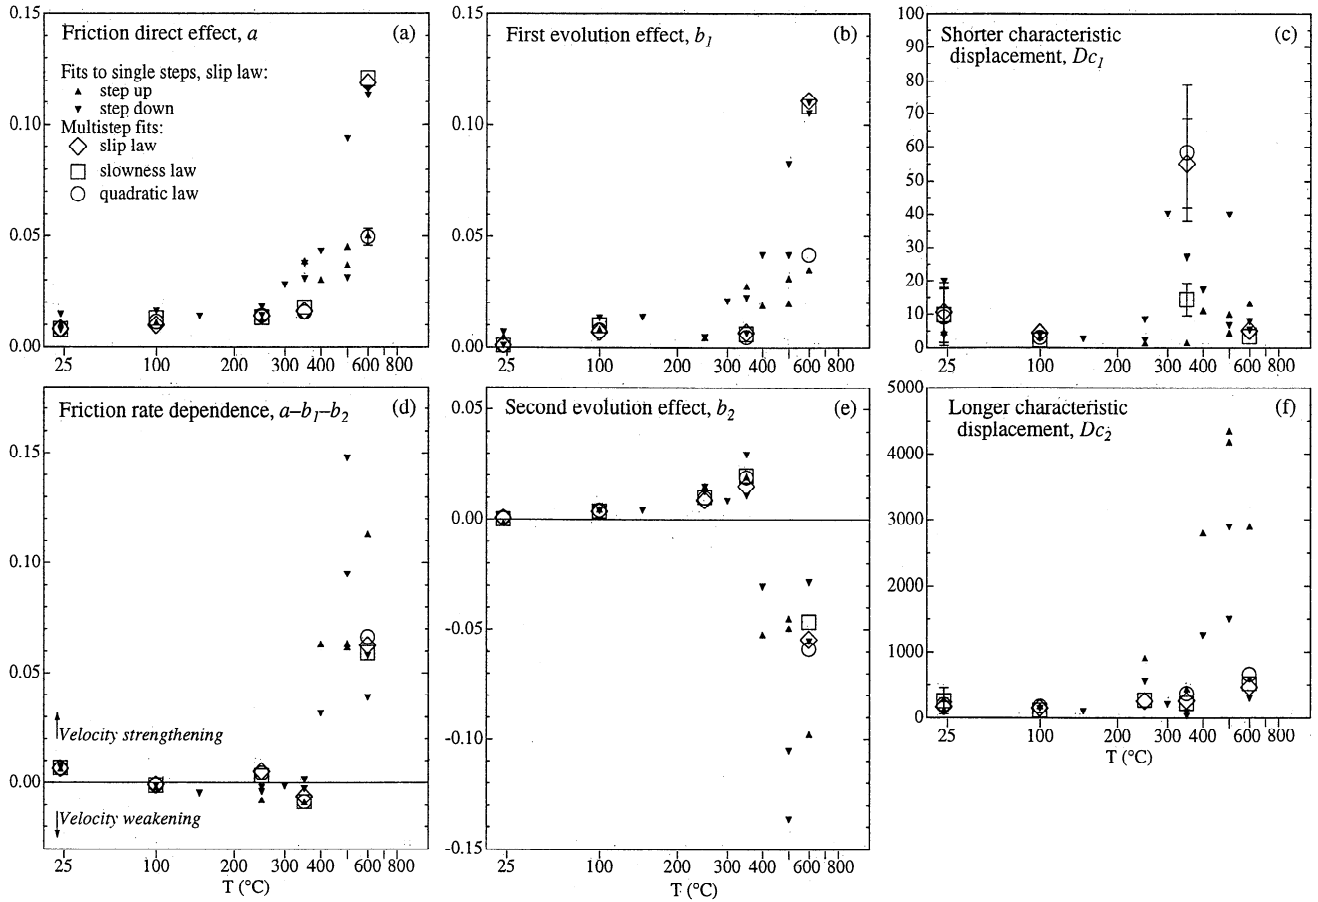 0.15
0.10
0.05
0.00
Friction direct effect, a
(a)
Fits to single steps, slip law:
step up
step down
Multistep fits:
slip law
slowness law
quadratic law
25 100 200 300 400 600 800
0.15
0.10
0.05
0.00
First evolution effect, b1
(b)
100 200 300 400 600 800
100
90
80
70
60
50
40
30
20
10
0
Shorter characteristic
displacement, Dc1
(c)
25 100 200 300 400 600 800
Friction rate dependence, a–b1–b2
(d)
0.15
0.10
0.05
0.00
Velocity strengthening
Velocity weakening
25 100 200 300 400 600 800
T (°C)
0.05
0.00
-0.05
-0.10
-0.15
Second evolution effect, b2
(e)
25 100 200 300 400 600 800
T (°C)
5000
4000
3000
2000
1000
0
Longer characteristic
displacement, Dc2
(f)
25 100 200 300 400 600 800
T (°C)